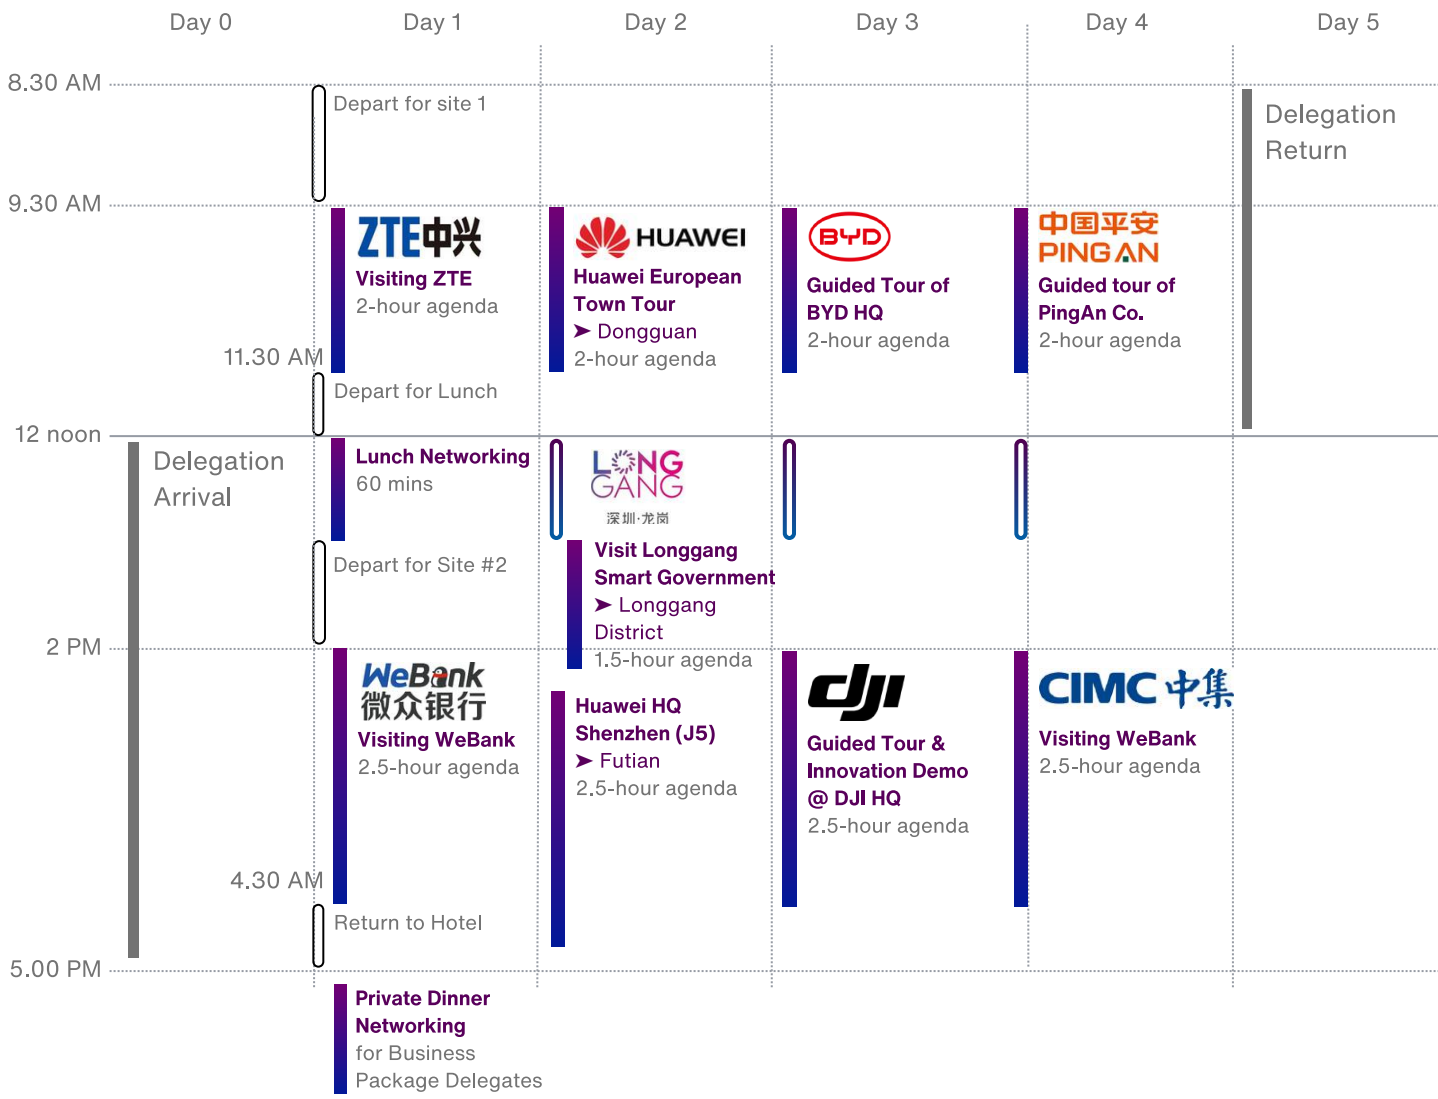 Day 0
Day 1
Day 2
Day 3
Day 4
Day 5
8.30 AM
Depart for site 1
Delegation
Return
9.30 AM
ZTE中兴
Visiting ZTE
2-hour agenda
HUAWEI
Huawei European
Town Tour
➤ Dongguan
2-hour agenda
BYD
Guided Tour of
BYD HQ
2-hour agenda
中国平安
PING AN
Guided tour of
PingAn Co.
2-hour agenda
11.30 AM
Depart for Lunch
12 noon
Delegation
Arrival
Lunch Networking
60 mins
LONG
GANG
深圳·龙岗
Depart for Site #2
Visit Longgang
Smart Government
➤ Longgang
District
1.5-hour agenda
2 PM
WeBank
微众银行
Visiting WeBank
2.5-hour agenda
Huawei HQ
Shenzhen (J5)
➤ Futian
2.5-hour agenda
dji
Guided Tour &
Innovation Demo
@ DJI HQ
2.5-hour agenda
CIMC 中集
Visiting WeBank
2.5-hour agenda
4.30 AM
Return to Hotel
5.00 PM
Private Dinner
Networking
for Business
Package Delegates